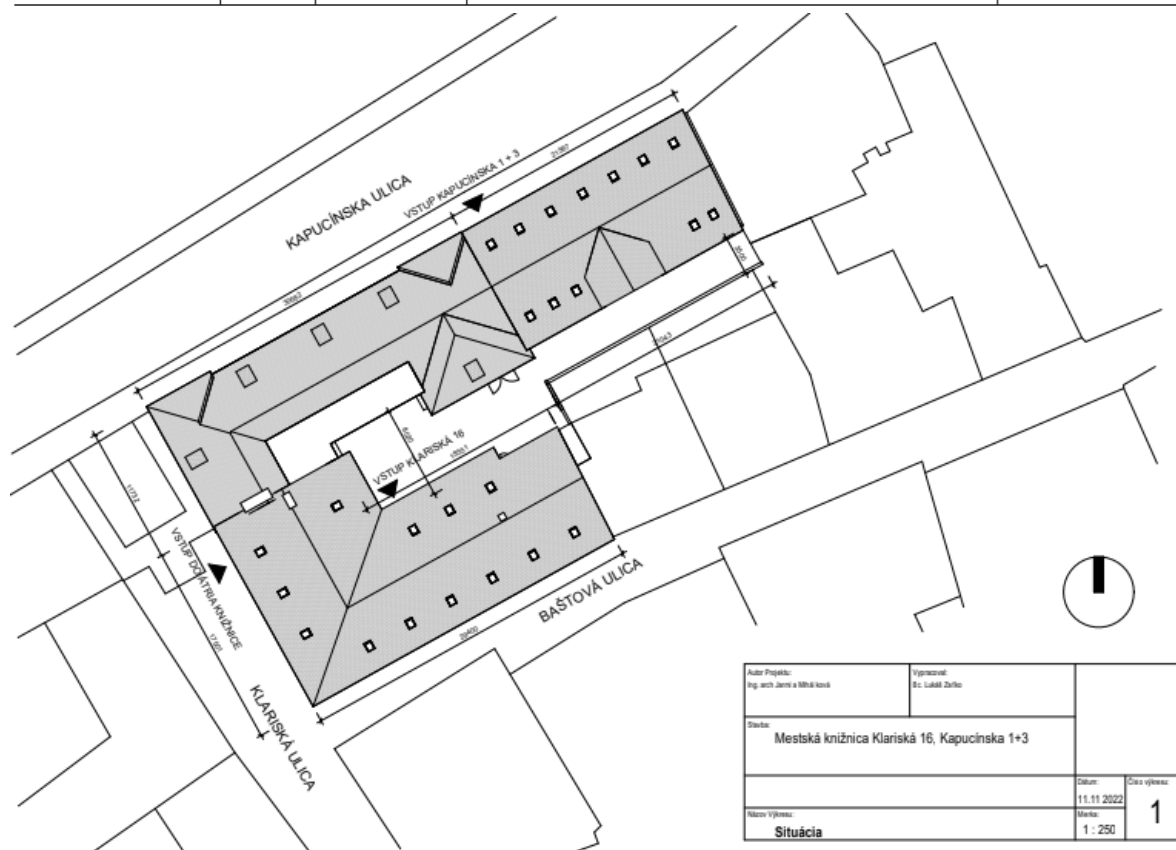 KAPUCÍNSKA ULICA
VSTUP KAPUCÍNSKA 1 + 3
21397
VSTUP KLARISKÁ 16
VSTUP DO ÁTRIA KNIŽNICE
KLARISKÁ ULICA
BAŠTOVÁ ULICA
Autor Projektu:
Vypracoval:
Bc. Lukáš
Stavba:
Mestská knižnica Klariská 16, Kapucínska 1+3
Dátum:
Číslo výkresu:
11.11 2022
1
Názov Výkresu:
Mierka:
Situácia
1 : 250